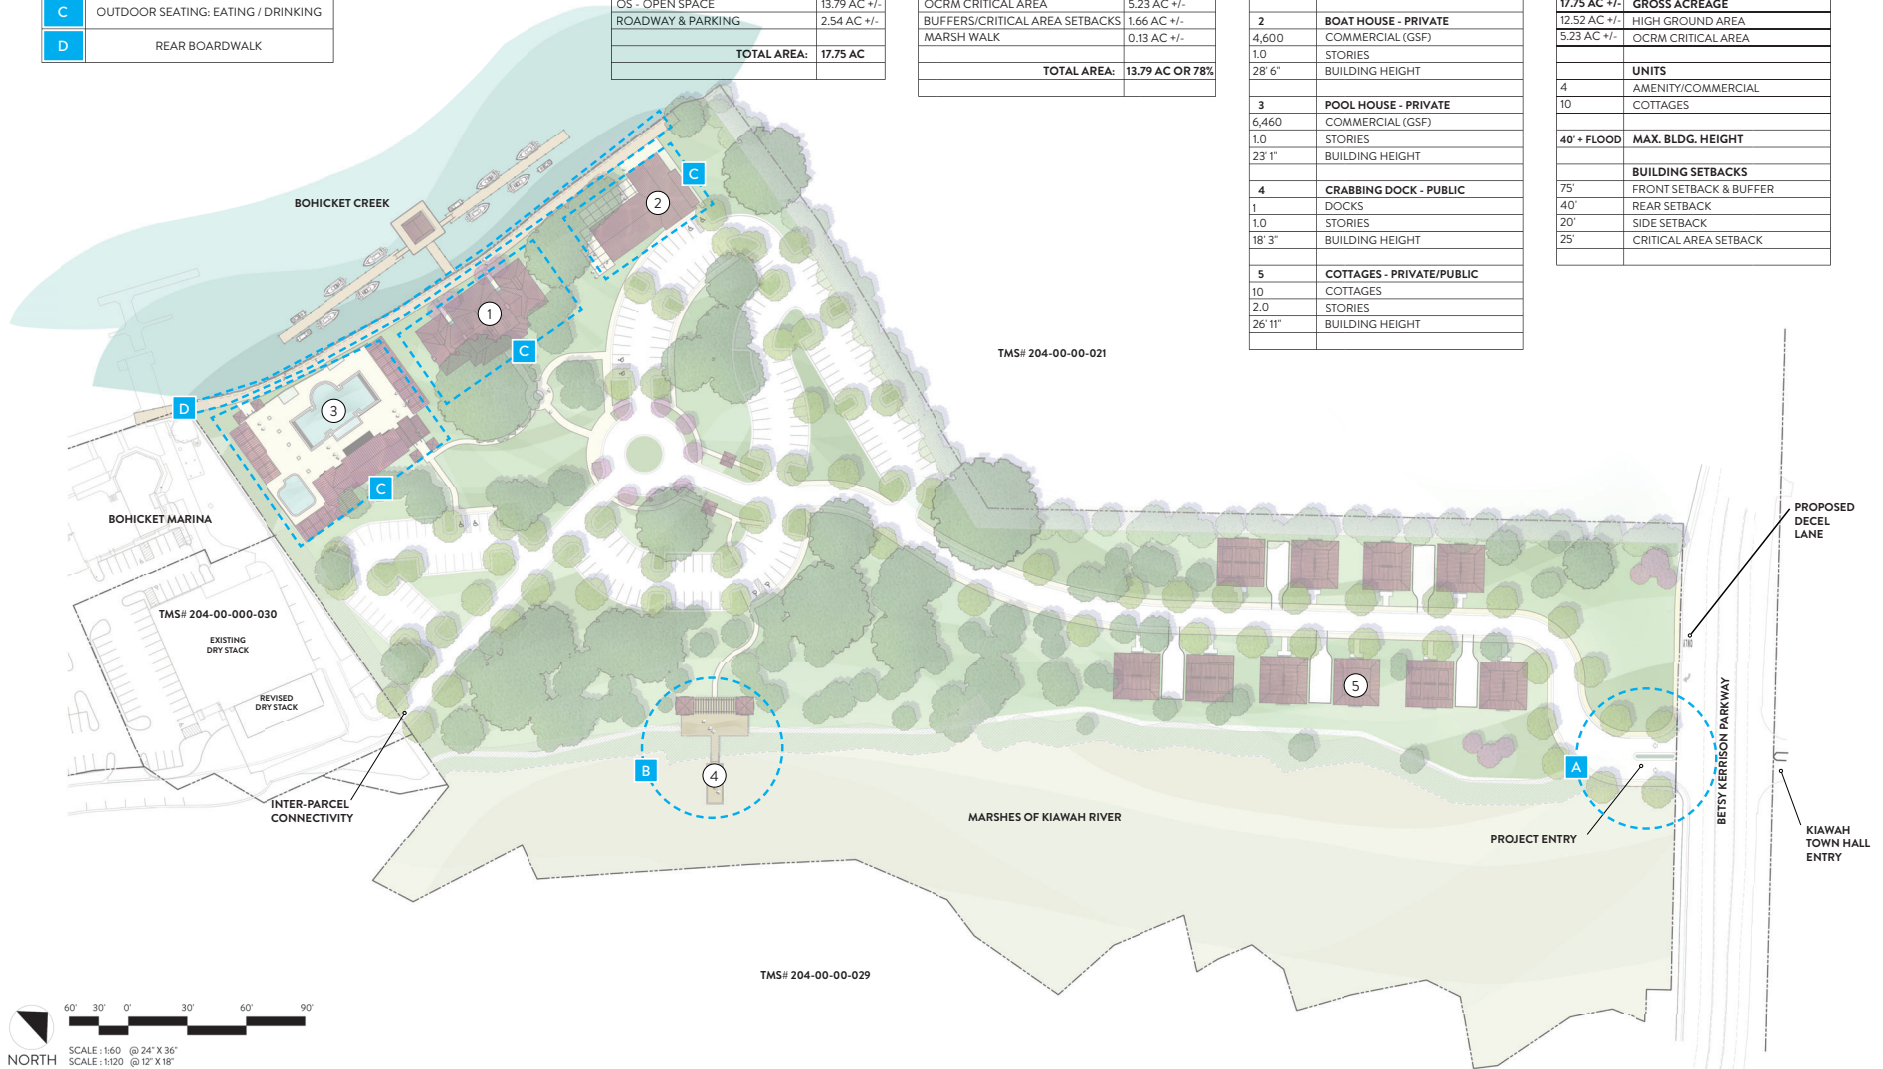 C OUTDOOR SEATING: EATING / DRINKING
D REAR BOARDWALK
OS - OPEN SPACE 13.79 AC +/-
ROADWAY & PARKING 2.54 AC +/-
TOTAL AREA: 17.75 AC
OCRM CRITICAL AREA 5.23 AC +/-
BUFFERS/CRITICAL AREA SETBACKS 1.66 AC +/-
MARSH WALK 0.13 AC +/-
TOTAL AREA: 13.79 AC OR 78%
2 BOAT HOUSE - PRIVATE
4,600 COMMERCIAL (GSF)
1.0 STORIES
28' 6" BUILDING HEIGHT
3 POOL HOUSE - PRIVATE
6,460 COMMERCIAL (GSF)
1.0 STORIES
23' 1" BUILDING HEIGHT
4 CRABBING DOCK - PUBLIC
1 DOCKS
1.0 STORIES
18' 3" BUILDING HEIGHT
5 COTTAGES - PRIVATE/PUBLIC
10 COTTAGES
2.0 STORIES
26' 11" BUILDING HEIGHT
17.75 AC +/- GROSS ACREAGE
12.52 AC +/- HIGH GROUND AREA
5.23 AC +/- OCRM CRITICAL AREA
UNITS
4 AMENITY/COMMERCIAL
10 COTTAGES
40' + FLOOD MAX. BLDG. HEIGHT
BUILDING SETBACKS
75' FRONT SETBACK & BUFFER
40' REAR SETBACK
20' SIDE SETBACK
25' CRITICAL AREA SETBACK
BOHICKET CREEK
C
2
1
C
D
3
C
TMS# 204-00-00-021
BOHICKET MARINA
TMS# 204-00-000-030
EXISTING
DRY STACK
REVISED
DRY STACK
INTER-PARCEL
CONNECTIVITY
B
4
5
A
MARSHES OF KIAWAH RIVER
PROJECT ENTRY
BETSY KERRISON PARKWAY
PROPOSED
DECEL
LANE
KIAWAH
TOWN HALL
ENTRY
TMS# 204-00-00-029
NORTH
60' 30' 0' 30' 60' 90'
SCALE : 1:60 @ 24" X 36"
SCALE : 1:120 @ 12" X 18"